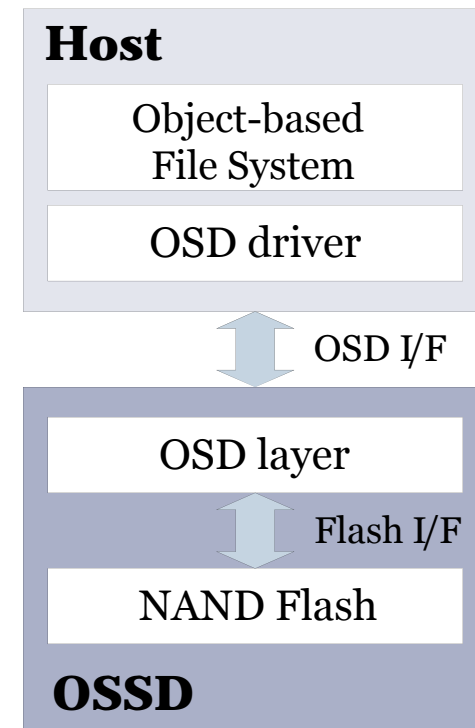 Host
Object-based
File System
OSD driver
OSD I/F
OSD layer
Flash I/F
NAND Flash
OSSD